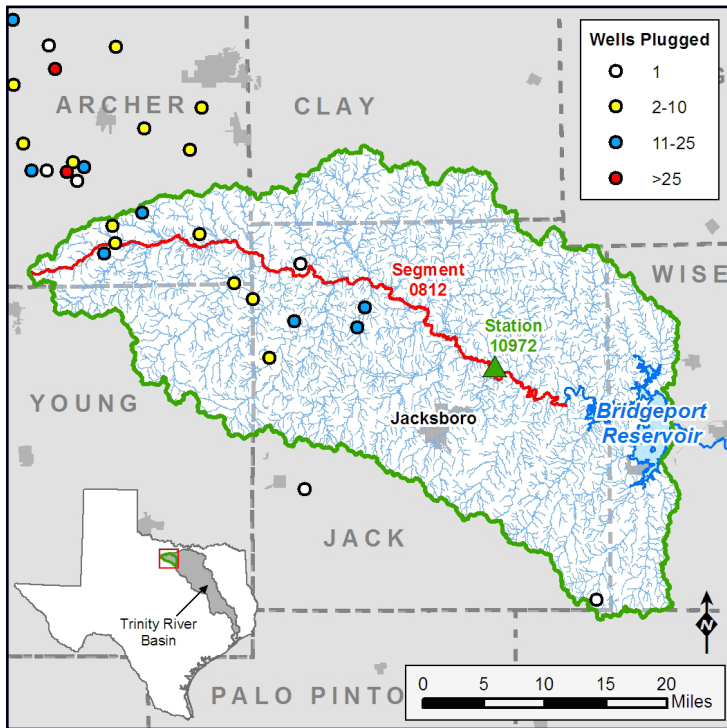 Wells Plugged
1
2-10
11-25
>25
ARCHER
CLAY
WISE
Segment
0812
Station
10972
YOUNG
Jacksboro
Bridgeport
Reservoir
JACK
Trinity River
Basin
N
PALO PINTO
0 5 10 15 20
Miles